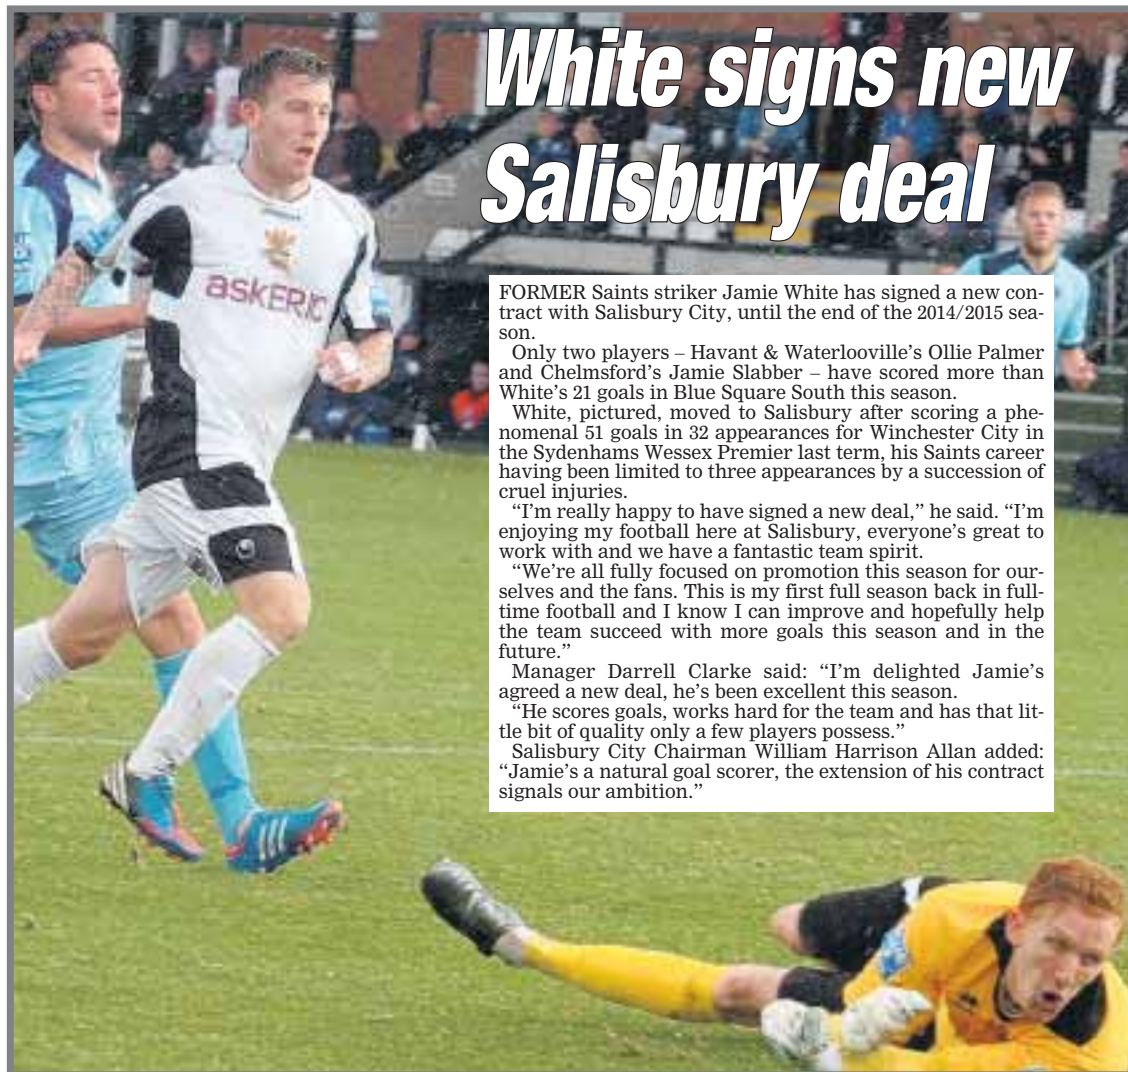 White signs new
Salisbury deal
askERIC
FORMER Saints striker Jamie White has signed a new con-
tract with Salisbury City, until the end of the 2014/2015 sea-
son.
Only two players – Havant & Waterlooville’s Ollie Palmer
and Chelmsford’s Jamie Slabber – have scored more than
White’s 21 goals in Blue Square South this season.
White, pictured, moved to Salisbury after scoring a phe-
nomenal 51 goals in 32 appearances for Winchester City in
the Sydenhams Wessex Premier last term, his Saints career
having been limited to three appearances by a succession of
cruel injuries.
“I’m really happy to have signed a new deal,” he said. “I’m
enjoying my football here at Salisbury, everyone’s great to
work with and we have a fantastic team spirit.
“We’re all fully focused on promotion this season for our-
selves and the fans. This is my first full season back in full-
time football and I know I can improve and hopefully help
the team succeed with more goals this season and in the
future.”
Manager Darrell Clarke said: “I’m delighted Jamie’s
agreed a new deal, he’s been excellent this season.
“He scores goals, works hard for the team and has that lit-
tle bit of quality only a few players possess.”
Salisbury City Chairman William Harrison Allan added:
“Jamie’s a natural goal scorer, the extension of his contract
signals our ambition.”